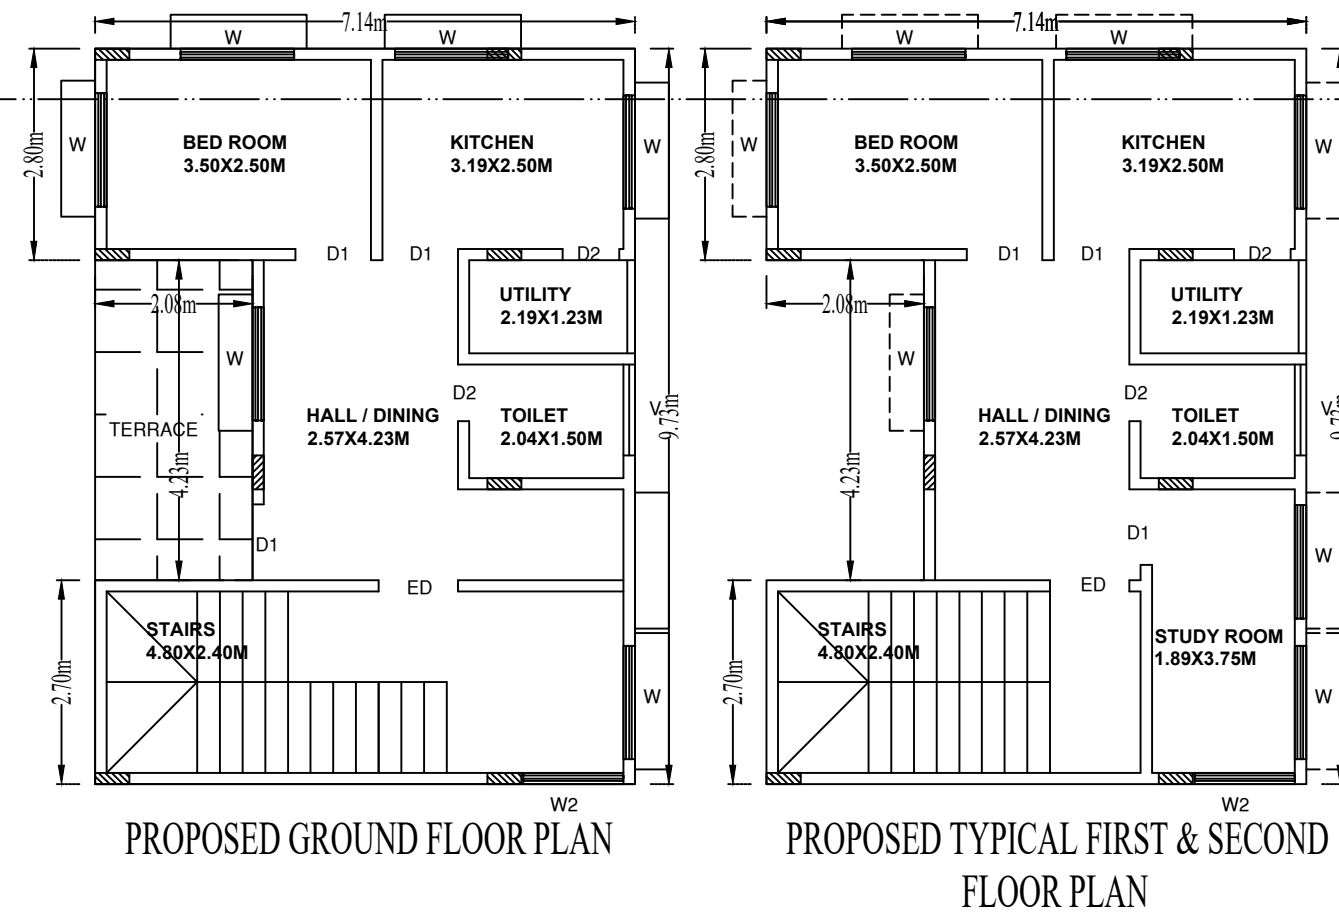 7.14m
W
W
2.80m
W
BED ROOM
3.50X2.50M
KITCHEN
3.19X2.50M
W
D1
D1
D2
2.08m
UTILITY
2.19X1.23M
W
D2
HALL / DINING
2.57X4.23M
TOILET
2.04X1.50M
V
9.73m
TERRACE
4.23m
D1
ED
STAIRS
4.80X2.40M
2.70m
W
W2
PROPOSED GROUND FLOOR PLAN
7.14m
W
W
2.80m
W
BED ROOM
3.50X2.50M
KITCHEN
3.19X2.50M
W
D1
D1
D2
2.08m
UTILITY
2.19X1.23M
W
D2
HALL / DINING
2.57X4.23M
TOILET
2.04X1.50M
V
4.23m
D1
W
ED
STAIRS
4.80X2.40M
STUDY ROOM
1.89X3.75M
2.70m
W
W2
PROPOSED TYPICAL FIRST & SECOND
FLOOR PLAN